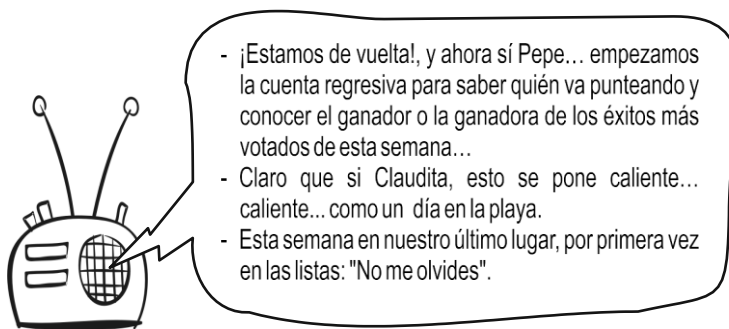 - ¡Estamos de vuelta!, y ahora sí Pepe... empezamos
la cuenta regresiva para saber quién va punteando y
conocer el ganador o la ganadora de los éxitos más
votados de esta semana...
- Claro que si Claudita, esto se pone caliente...
caliente... como un día en la playa.
- Esta semana en nuestro último lugar, por primera vez
en las listas: "No me olvides".